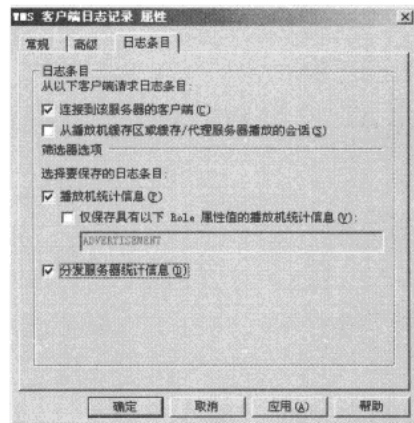 WMS 客户端日志记录 属性
常规 高级 日志条目
日志条目
从以下客户端请求日志条目:
连接到该服务器的客户端(C)
从播放机缓存区或缓存/代理服务器播放的会话(S)
筛选器选项
选择要保存的日志条目:
播放机统计信息(P)
仅保存具有以下 Role 属性值的播放机统计信息(V):
ADVERTISEMENT
分发服务器统计信息(D)
确定 取消 应用(A) 帮助